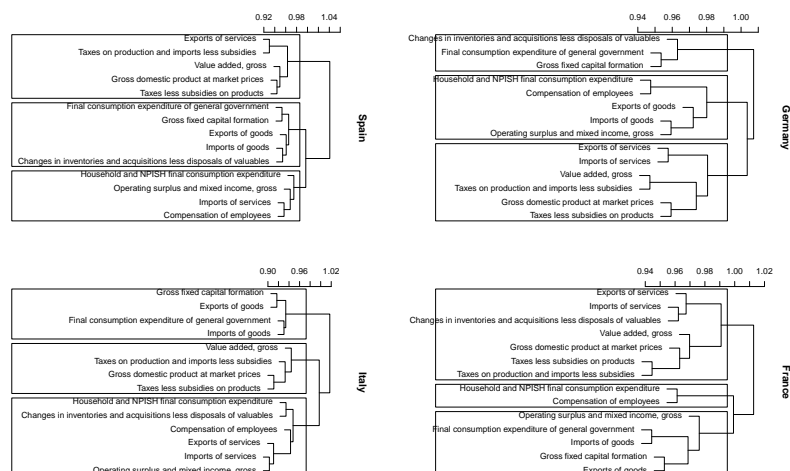 0.92 0.98 1.04
Exports of services
Taxes on production and imports less subsidies
Value added, gross
Gross domestic product at market prices
Taxes less subsidies on products
Final consumption expenditure of general government
Gross fixed capital formation
Exports of goods
Imports of goods
Changes in inventories and acquisitions less disposals of valuables
Household and NPISH final consumption expenditure
Operating surplus and mixed income, gross
Imports of services
Compensation of employees
Spain
0.94 0.96 0.98 1.00
Changes in inventories and acquisitions less disposals of valuables
Final consumption expenditure of general government
Gross fixed capital formation
Household and NPISH final consumption expenditure
Compensation of employees
Exports of goods
Imports of goods
Operating surplus and mixed income, gross
Exports of services
Imports of services
Value added, gross
Taxes on production and imports less subsidies
Gross domestic product at market prices
Taxes less subsidies on products
Germany
0.90 0.96 1.02
Gross fixed capital formation
Exports of goods
Final consumption expenditure of general government
Imports of goods
Value added, gross
Taxes on production and imports less subsidies
Gross domestic product at market prices
Taxes less subsidies on products
Household and NPISH final consumption expenditure
Changes in inventories and acquisitions less disposals of valuables
Compensation of employees
Exports of services
Imports of services
Operating surplus and mixed income, gross
Italy
0.94 0.96 0.98 1.00 1.02
Exports of services
Imports of services
Changes in inventories and acquisitions less disposals of valuables
Value added, gross
Gross domestic product at market prices
Taxes less subsidies on products
Taxes on production and imports less subsidies
Household and NPISH final consumption expenditure
Compensation of employees
Operating surplus and mixed income, gross
Final consumption expenditure of general government
Imports of goods
Gross fixed capital formation
Exports of goods
France